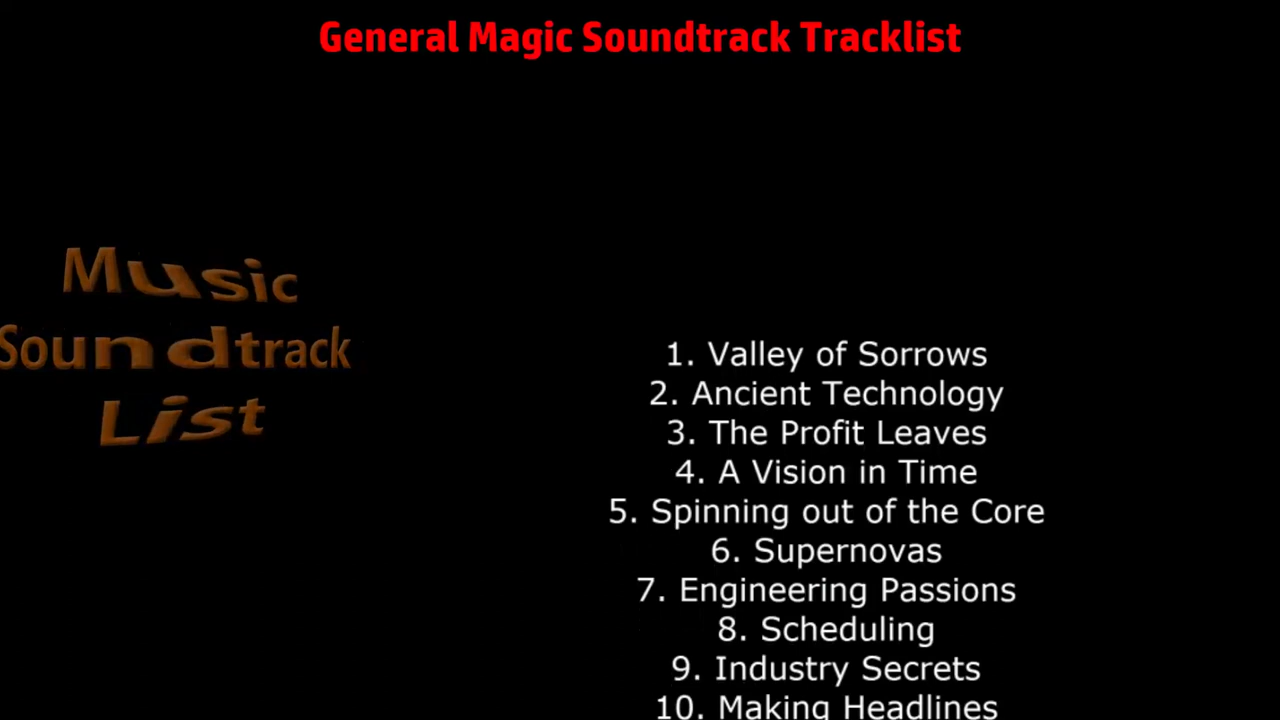 General Magic Soundtrack Tracklist
Music
Soundtrack
List
1. Valley of Sorrows
2. Ancient Technology
3. The Profit Leaves
4. A Vision in Time
5. Spinning out of the Core
6. Supernovas
7. Engineering Passions
8. Scheduling
9. Industry Secrets
10. Making Headlines